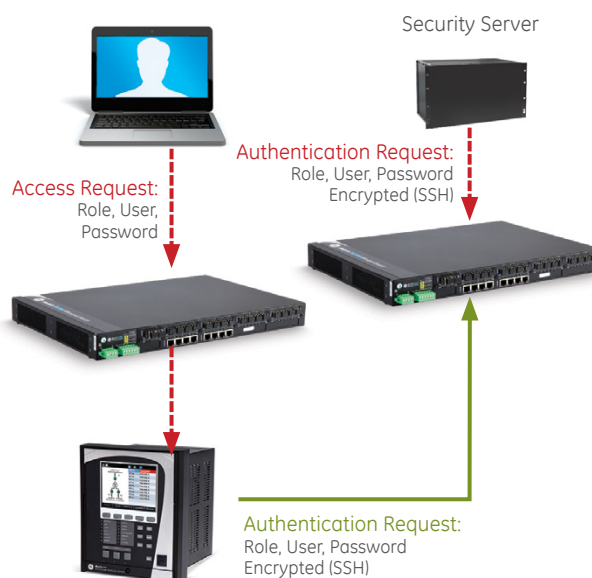 Security Server
Authentication Request:
Role, User, Password
Encrypted (SSH)
Access Request:
Role, User,
Password
Authentication Request:
Role, User, Password
Encrypted (SSH)